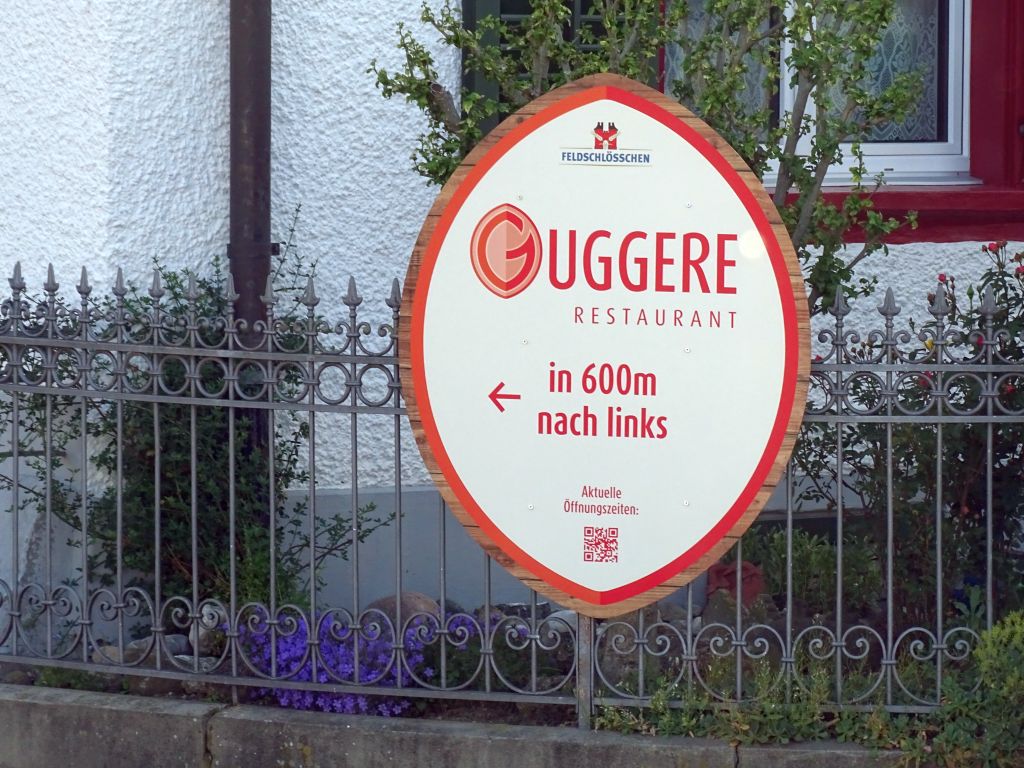 FELDSCHLÖSSCHEN
GUGGERE
RESTAURANT
← in 600m
nach links
Aktuelle
Öffnungszeiten: